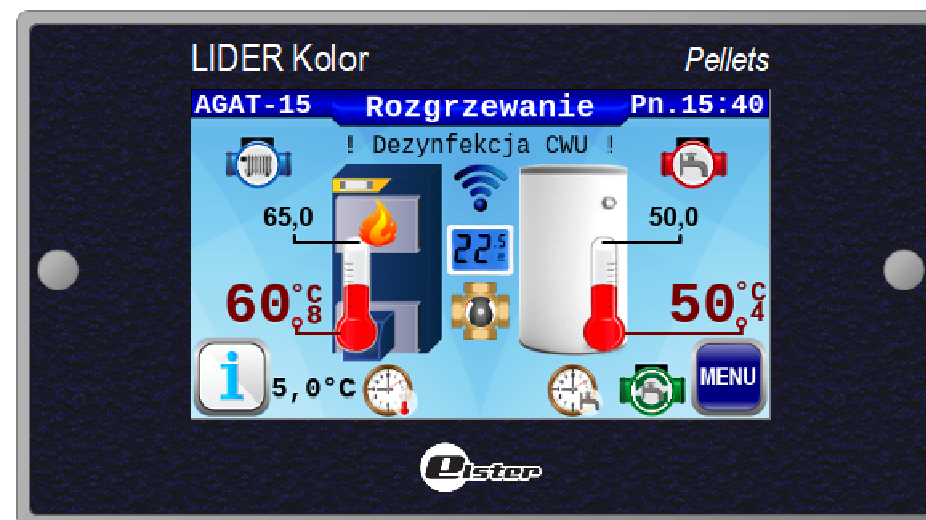 LIDER Kolor
Pellets
AGAT-15 Rozgrzewanie Pn.15:40
! Dezynfekcja CWU !
65,0
50,0
22.5
60,8°C
50,4°C
i 5,0°C MENU
elster